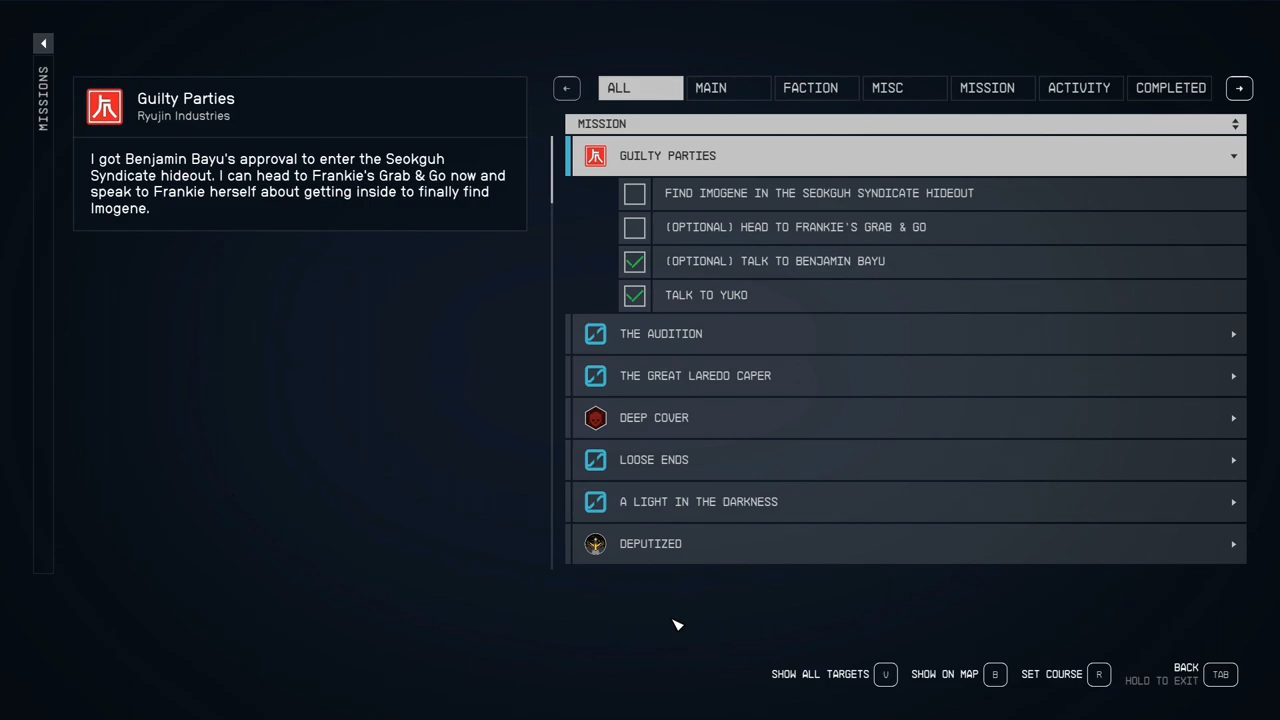 MISSIONS
Guilty Parties
Ryujin Industries
I got Benjamin Bayu's approval to enter the Seokguh
Syndicate hideout. I can head to Frankie's Grab & Go now and
speak to Frankie herself about getting inside to finally find
Imogene.
ALL MAIN FACTION MISC MISSION ACTIVITY COMPLETED
MISSION
GUILTY PARTIES
FIND IMOGENE IN THE SEOKGUH SYNDICATE HIDEOUT
(OPTIONAL) HEAD TO FRANKIE'S GRAB & GO
(OPTIONAL) TALK TO BENJAMIN BAYU
TALK TO YUKO
THE AUDITION
THE GREAT LAREDO CAPER
DEEP COVER
LOOSE ENDS
A LIGHT IN THE DARKNESS
DEPUTIZED
SHOW ALL TARGETS V SHOW ON MAP B SET COURSE R BACK TAB
HOLD TO EXIT